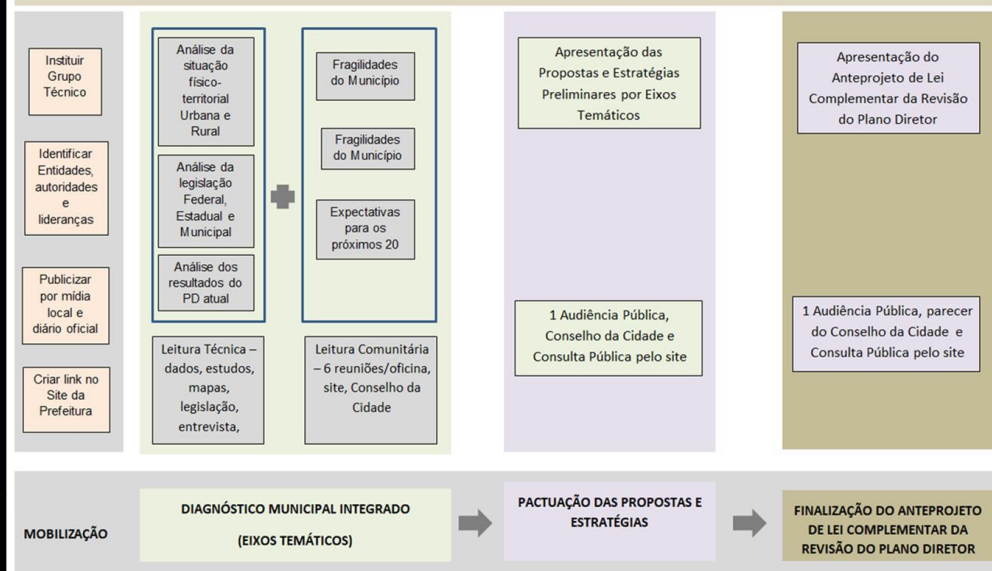 Instituir
Grupo
Técnico
Identificar
Entidades,
autoridades
e
lideranças
Publicizar
por mídia
local e
diário oficial
Criar link no
Site da
Prefeitura
Análise da
situação
físico-
territorial
Urbana e
Rural
Análise da
legislação
Federal,
Estadual e
Municipal
Análise dos
resultados do
PD atual
Leitura Técnica –
dados, estudos,
mapas,
legislação,
entrevista,
Fragilidades
do Município
Fragilidades
do Município
Expectativas
para os
próximos 20
Leitura Comunitária
– 6 reuniões/oficina,
site, Conselho da
Cidade
Apresentação das
Propostas e Estratégias
Preliminares por Eixos
Temáticos
1 Audiência Pública,
Conselho da Cidade e
Consulta Pública pelo site
Apresentação do
Anteprojeto de Lei
Complementar da Revisão
do Plano Diretor
1 Audiência Pública, parecer
do Conselho da Cidade e
Consulta Pública pelo site
MOBILIZAÇÃO
DIAGNÓSTICO MUNICIPAL INTEGRADO
(EIXOS TEMÁTICOS)
PACTUAÇÃO DAS PROPOSTAS E
ESTRATÉGIAS
FINALIZAÇÃO DO ANTEPROJETO
DE LEI COMPLEMENTAR DA
REVISÃO DO PLANO DIRETOR